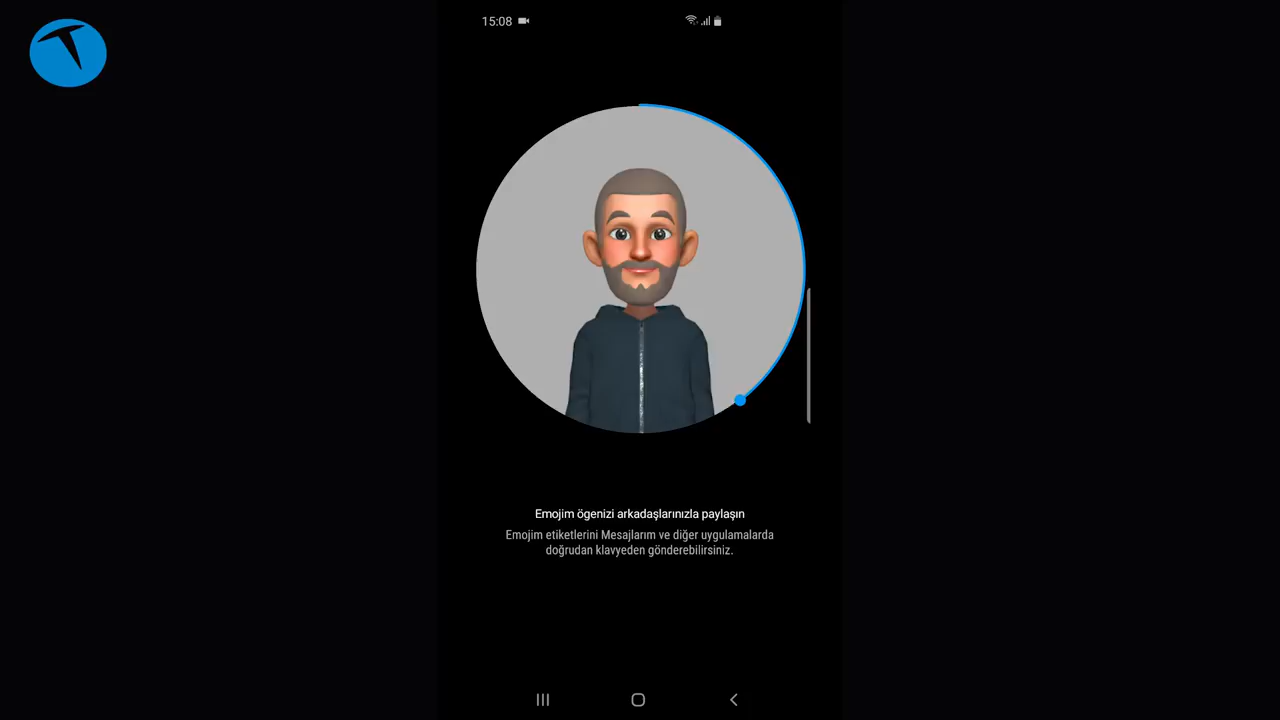 15:08
Emojim ögenizi arkadaşlarınızla paylaşın
Emojim etiketlerini Mesajlarım ve diğer uygulamalarda
doğrudan klavyeden gönderebilirsiniz.